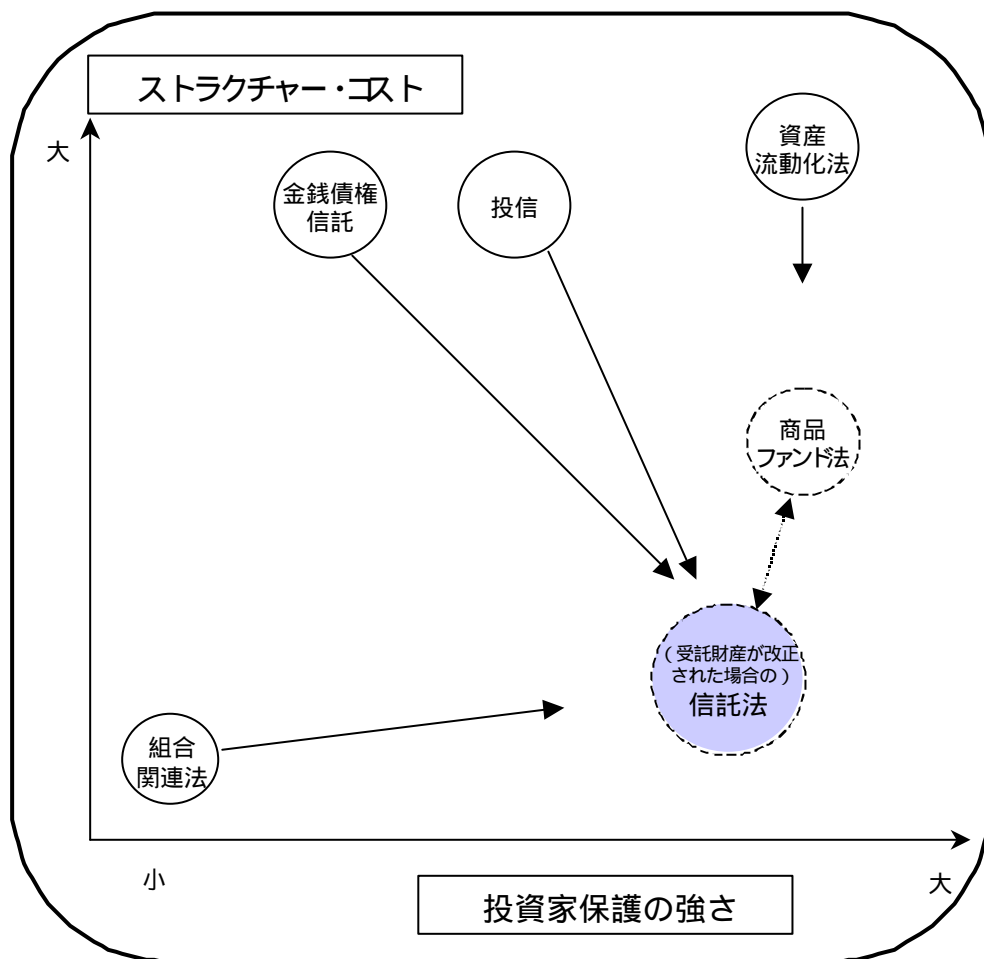 ストラクチャー・コスト
大
資産
流動化法
金銭債権
信託
投信
商品
ファンド法
(受託財産が改正
された場合の)
信託法
組合
関連法
小
大
投資家保護の強さ